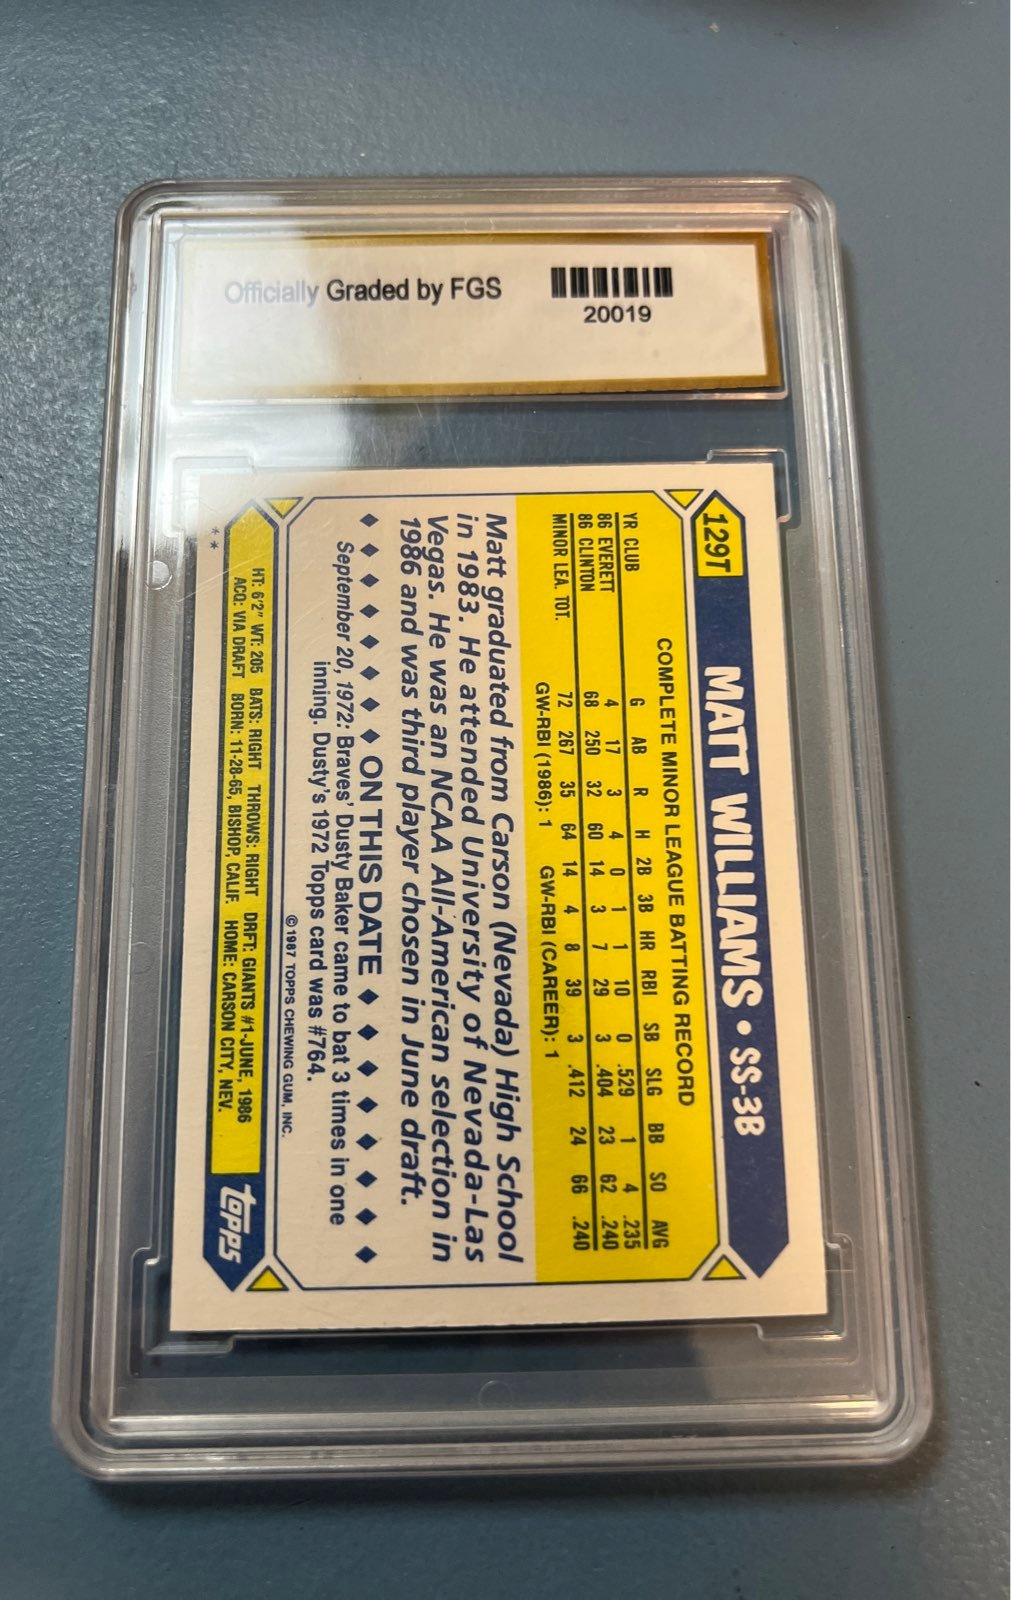 Officially Graded by FGS
20019
129T
MATT WILLIAMS • SS-3B
COMPLETE MINOR LEAGUE BATTING RECORD
YR CLUB G AB R H 2B 3B HR RBI SB SLG BB SO AVG
86 EVERETT 4 17 3 4 0 1 1 10 0 .529 1 4 .235
86 CLINTON 68 250 32 60 14 3 7 29 3 .404 23 62 .240
MINOR LEA. TOT. 72 267 35 64 14 4 8 39 3 .412 24 66 .240
GW-RBI (1986): 1 GW-RBI (CAREER): 1
Matt graduated from Carson (Nevada) High School
in 1983. He attended University of Nevada-Las
Vegas. He was an NCAA All-American selection in
1986 and was third player chosen in June draft.
ON THIS DATE
September 20, 1972: Braves' Dusty Baker came to bat 3 times in one
inning. Dusty's 1972 Topps card was #764.
©1987 TOPPS CHEWING GUM, INC.
HT: 6'2" WT: 205 BATS: RIGHT THROWS: RIGHT DRFT: GIANTS #1-JUNE, 1986
ACQ: VIA DRAFT BORN: 11-28-65, BISHOP, CALIF. HOME: CARSON CITY, NEV.
topps
**